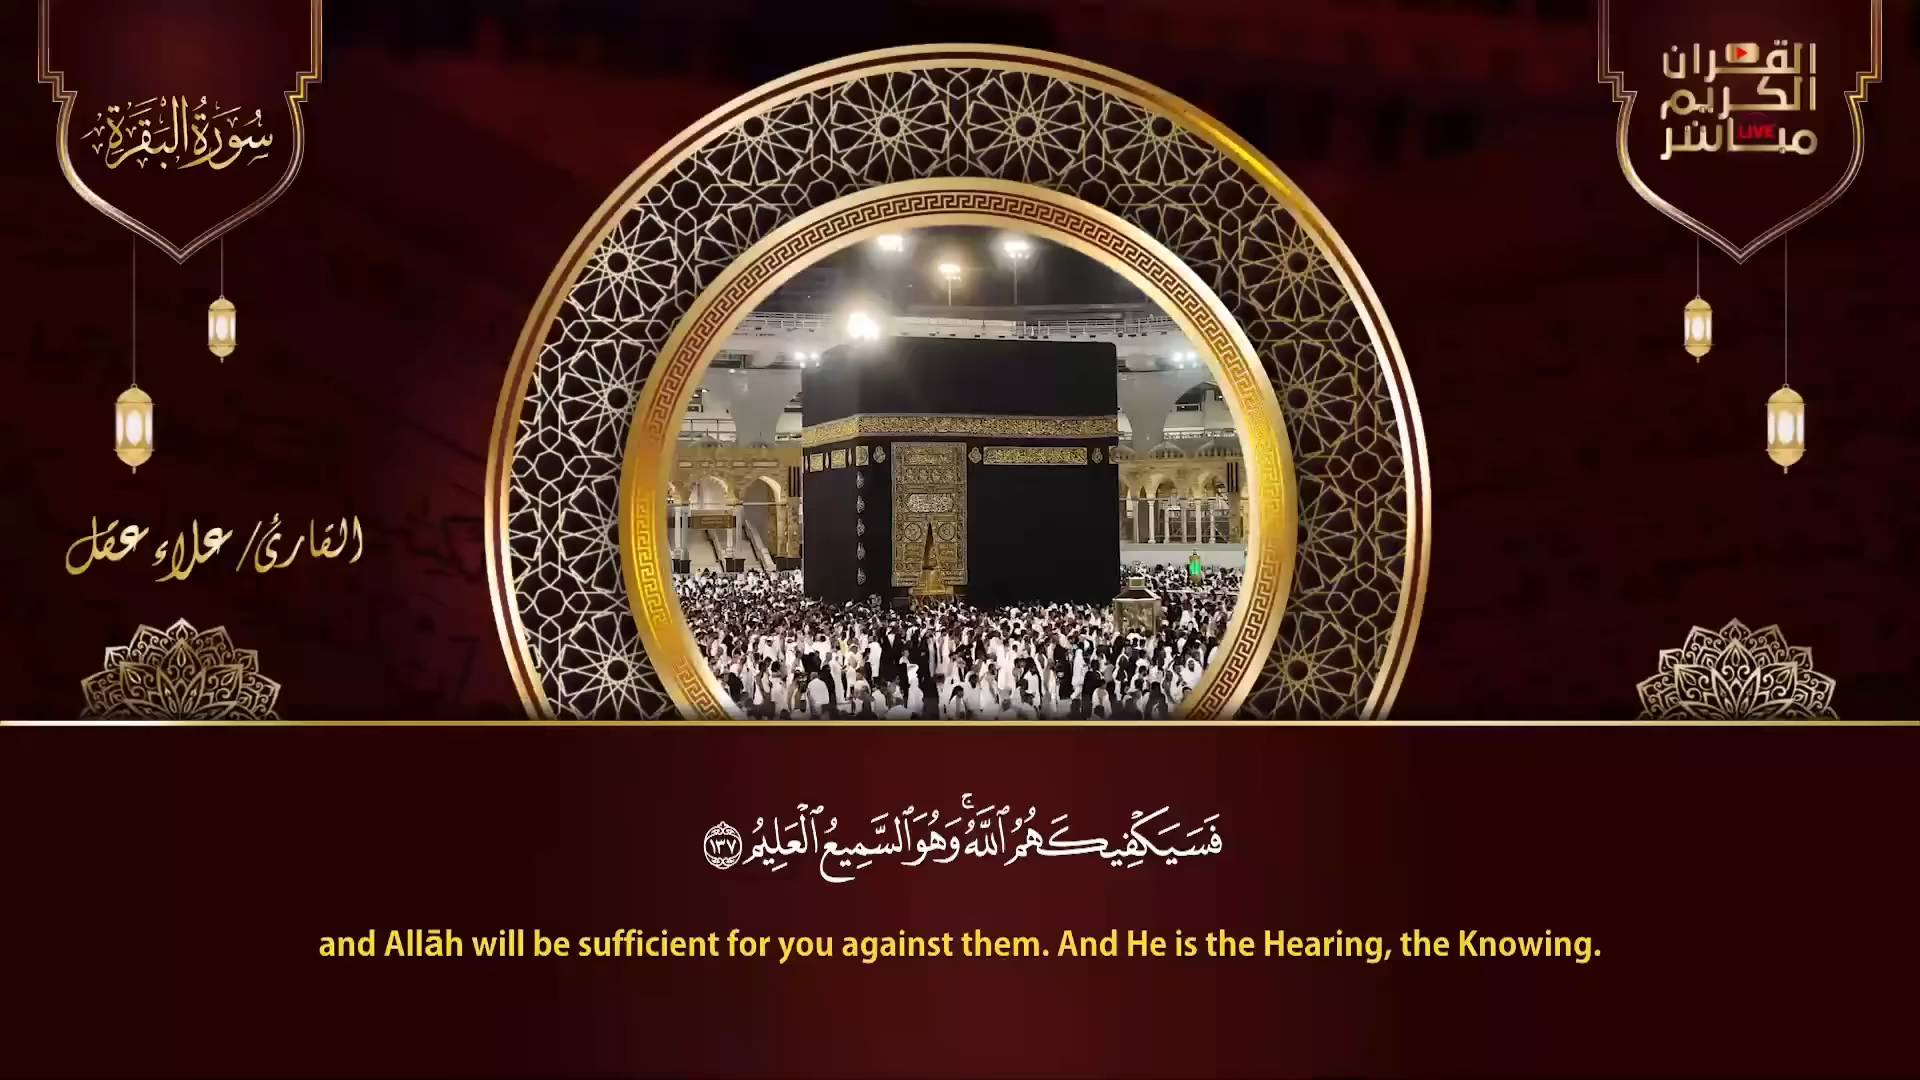 سُورَةُ البَقَرَةِ
القرآن
الكريم
مباشر
LIVE
القارئ/ علاء عقل
فَسَيَكْفِيكَهُمُ ٱللَّهُ ۚ وَهُوَ ٱلسَّمِيعُ ٱلْعَلِيمُ ١٣٧
and Allāh will be sufficient for you against them. And He is the Hearing, the Knowing.